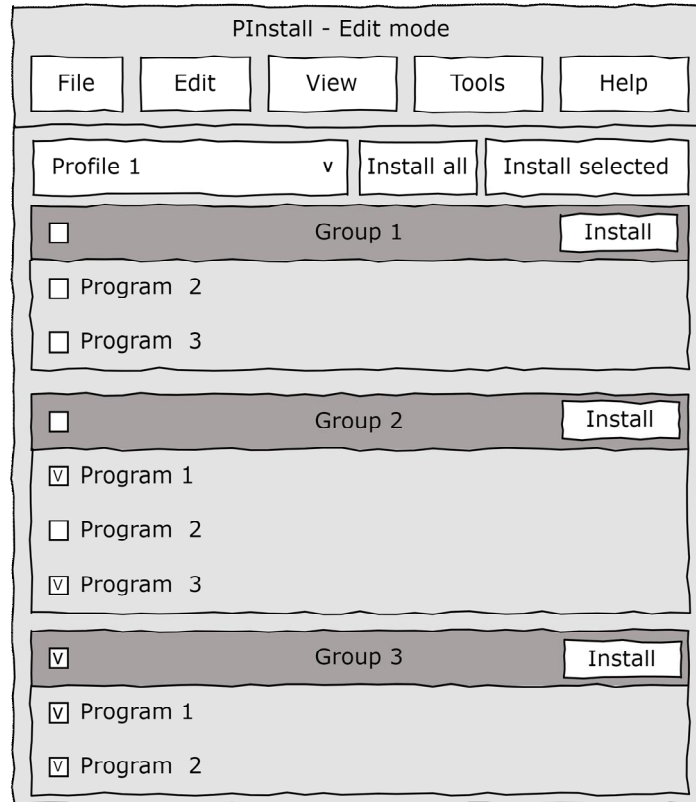 PInstall - Edit mode
File Edit View Tools Help
Profile 1 v Install all Install selected
Group 1 Install
Program 2
Program 3
Group 2 Install
V Program 1
Program 2
V Program 3
V Group 3 Install
V Program 1
V Program 2